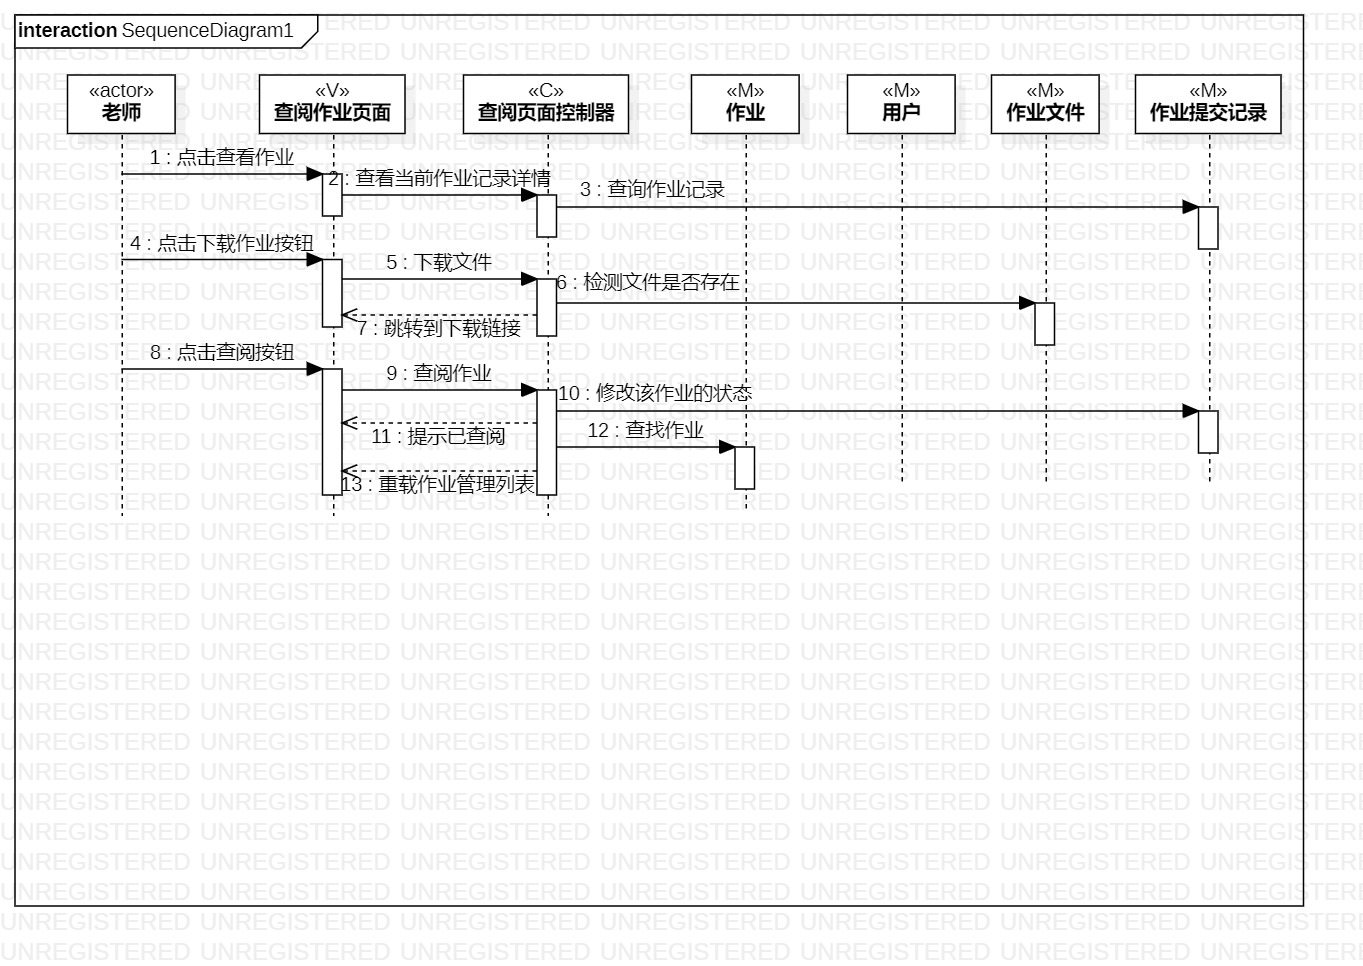 interaction SequenceDiagram1
«actor»
老师
«V»
查阅作业页面
«C»
查阅页面控制器
«M»
作业
«M»
用户
«M»
作业文件
«M»
作业提交记录
1 : 点击查看作业
2 : 查看当前作业记录详情
3 : 查询作业记录
4 : 点击下载作业按钮
5 : 下载文件
6 : 检测文件是否存在
7 : 跳转到下载链接
8 : 点击查阅按钮
9 : 查阅作业
10 : 修改该作业的状态
11 : 提示已查阅
12 : 查找作业
13 : 重载作业管理列表
UNREGISTERED